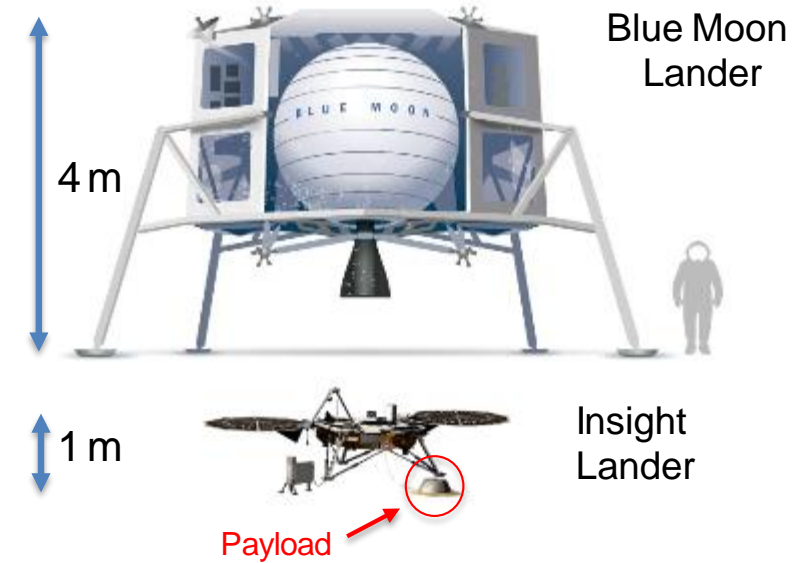 Blue Moon
Lander
BLUE MOON
4 m
1 m
Insight
Lander
Payload